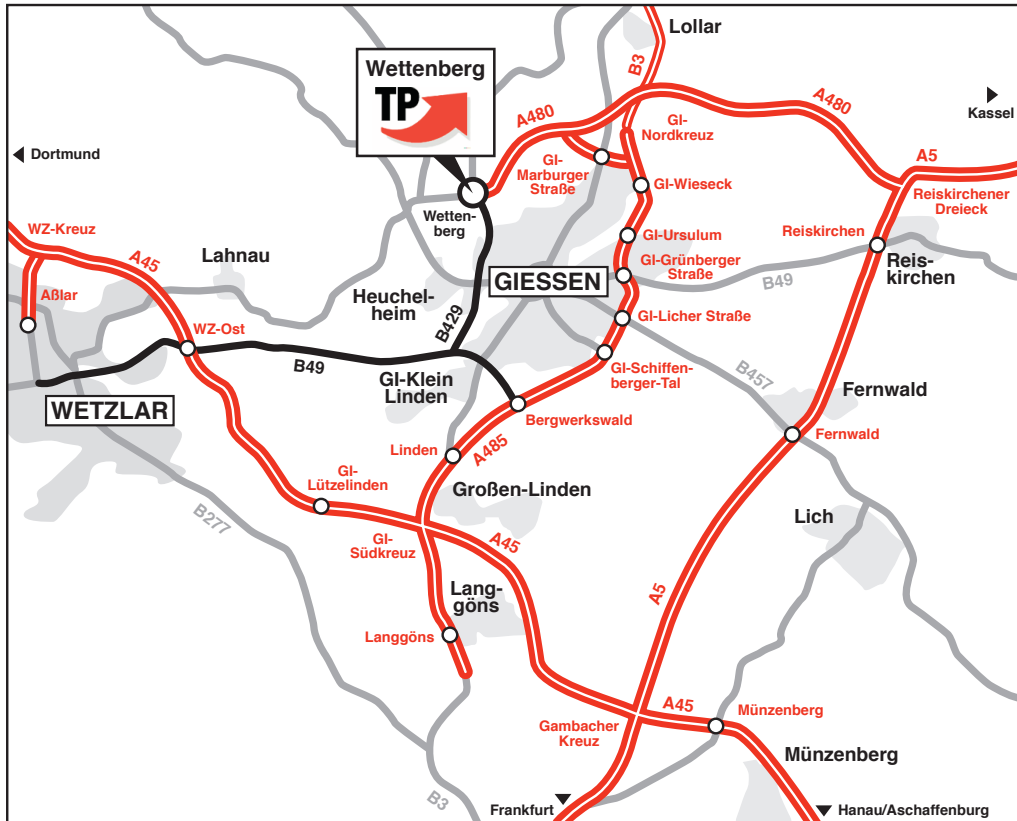 Lollar
B3
Wettenberg
TP
A480
A480
Kassel
GI-
Nordkreuz
Dortmund
GI-
Marburger
Straße
A5
GI-Wieseck
Reiskirchener
Dreieck
Wetten-
berg
WZ-Kreuz
GI-Ursulum
Reiskirchen
A45
Lahnau
GI-Grünberger
Straße
Reis-
kirchen
B49
GIESSEN
Heuchel-
heim
Aßlar
B429
GI-Licher Straße
WZ-Ost
B49
GI-Klein
Linden
GI-Schiffen-
berger-Tal
B457
Fernwald
WETZLAR
Bergwerkswald
Fernwald
Linden
A485
GI-
Lützelinden
Großen-Linden
B277
Lich
GI-
Südkreuz
A45
A5
Lang-
göns
Langgöns
A45
Münzenberg
Gambacher
Kreuz
Münzenberg
B3
Frankfurt
Hanau/Aschaffenburg